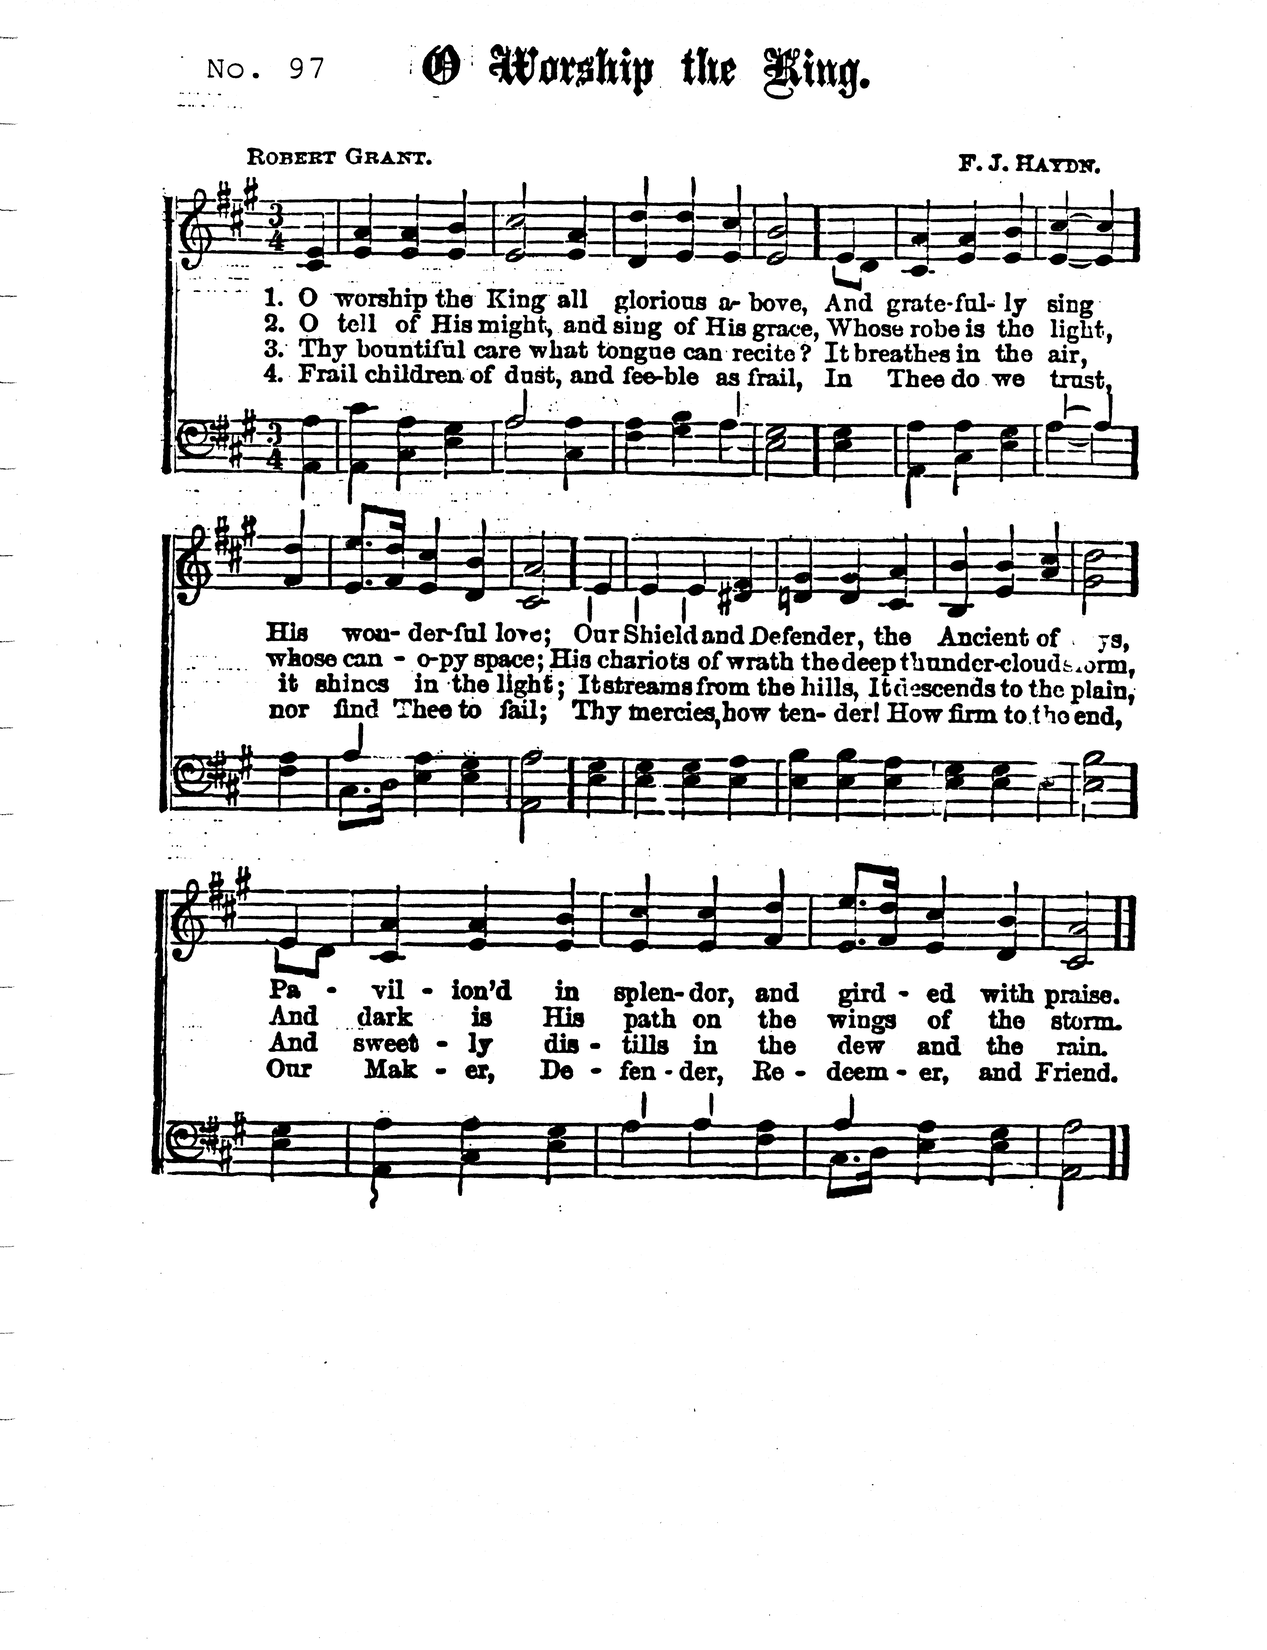 No. 97
O Worship the King.
ROBERT GRANT.
F. J. HAYDN.
3
4
1. O worship the King all glorious a- bove, And grate-ful- ly sing
2. O tell of His might, and sing of His grace, Whose robe is the light,
3. Thy bountiful care what tongue can recite? It breathes in the air,
4. Frail children of dust, and fee-ble as frail, In Thee do we trust,
3
4
His won- der-ful love; Our Shield and Defender, the Ancient of ys,
whose can - o-py space; His chariots of wrath the deep thunder-clouds orm,
it shines in the light; It streams from the hills, It descends to the plain,
nor find Thee to fail; Thy mercies, how ten- der! How firm to the end,
Pa - vil - ion'd in splen- dor, and gird - ed with praise.
And dark is His path on the wings of the storm.
And sweet - ly dis - tills in the dew and the rain.
Our Mak - er, De - fen - der, Re - deem - er, and Friend.